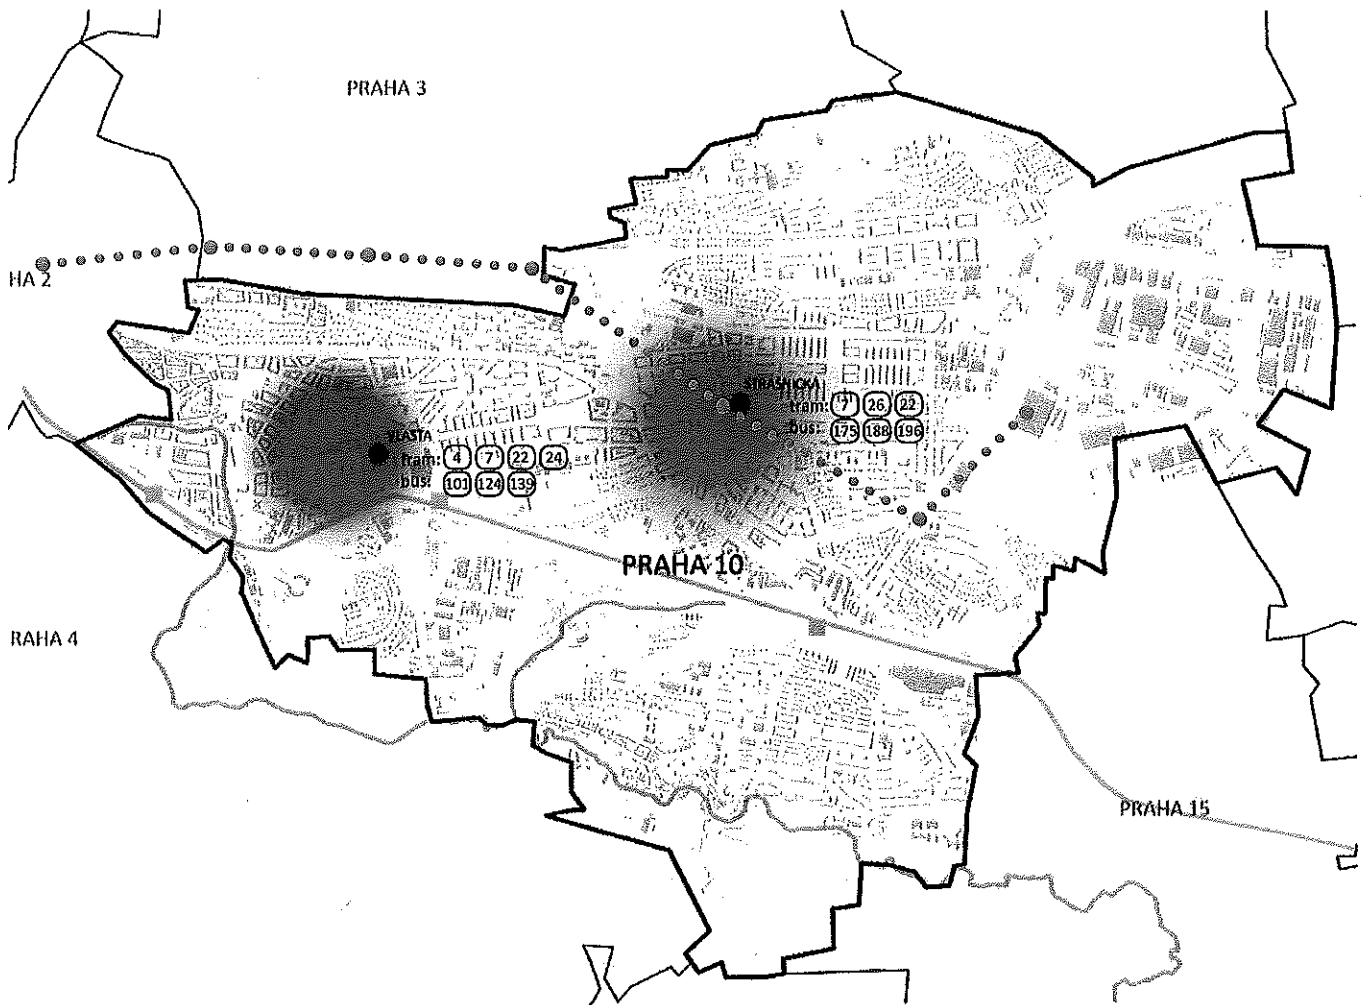 PRAHA 3
HA 2
STRAŠNICKÁ
tram: 7 26 22
bus: 175 188 196
VLASTA
tram: 4 7 22 24
bus: 101 124 139
PRAHA 10
RAHA 4
PRAHA 15